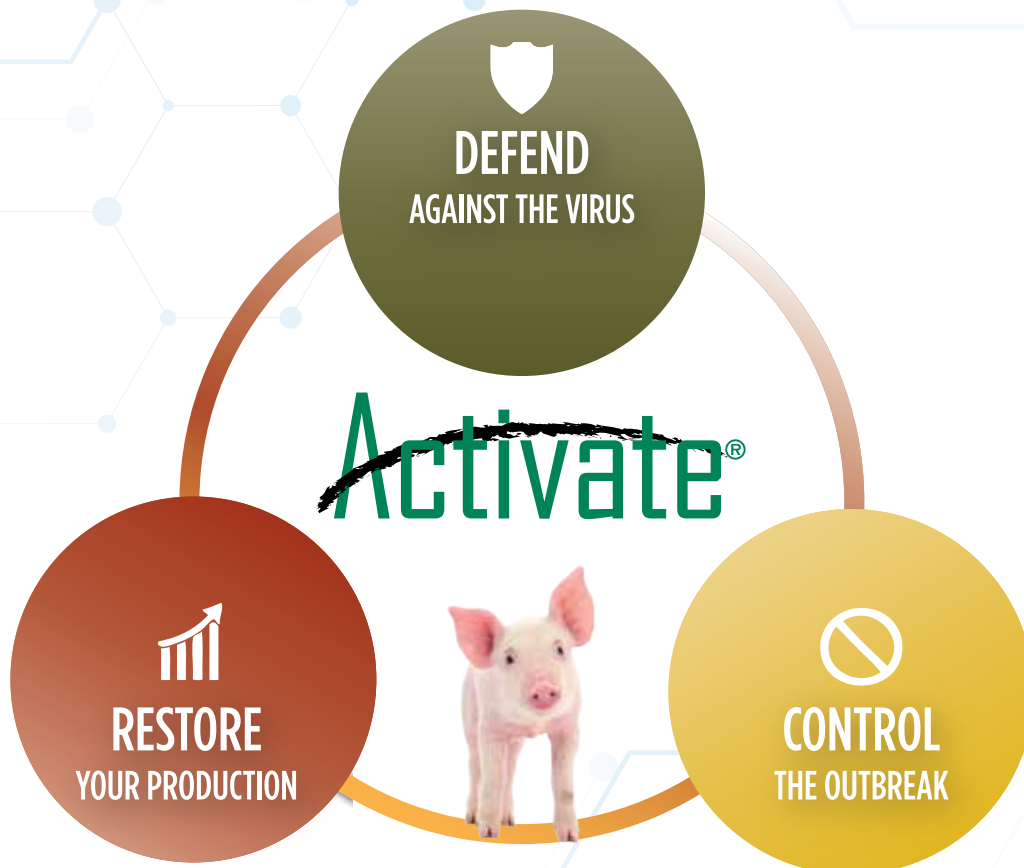 DEFEND
AGAINST THE VIRUS
Activate®
RESTORE
YOUR PRODUCTION
CONTROL
THE OUTBREAK